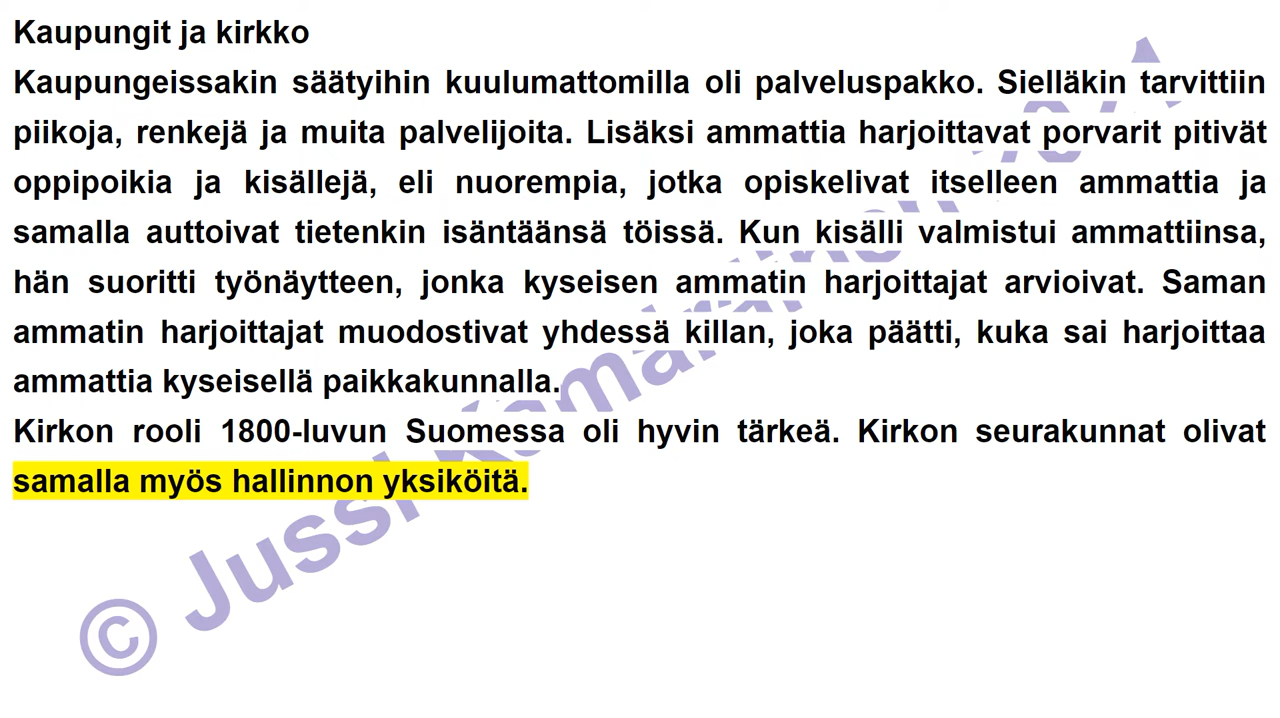 Kaupungit ja kirkko
Kaupungeissakin säätyihin kuulumattomilla oli palveluspakko. Sielläkin tarvittiin
piikoja, renkejä ja muita palvelijoita. Lisäksi ammattia harjoittavat porvarit pitivät
oppipoikia ja kisällejä, eli nuorempia, jotka opiskelivat itselleen ammattia ja
samalla auttoivat tietenkin isäntäänsä töissä. Kun kisälli valmistui ammattiinsa,
hän suoritti työnäytteen, jonka kyseisen ammatin harjoittajat arvioivat. Saman
ammatin harjoittajat muodostivat yhdessä killan, joka päätti, kuka sai harjoittaa
ammattia kyseisellä paikkakunnalla.
Kirkon rooli 1800-luvun Suomessa oli hyvin tärkeä. Kirkon seurakunnat olivat
samalla myös hallinnon yksiköitä.
© Jussi